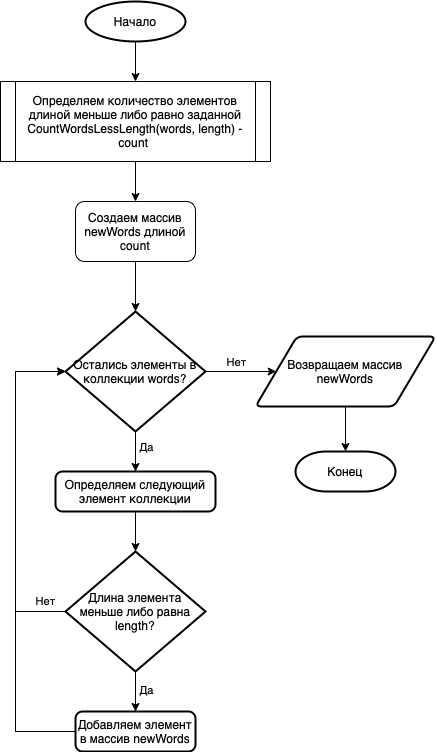 Начало
Определяем количество элементов
длиной меньше либо равно заданной
CountWordsLessLength(words, length) -
count
Создаем массив
newWords длиной
count
Остались элементы в
коллекции words?
Нет
Возвращаем массив
newWords
Да
Конец
Определяем следующий
элемент коллекции
Длина элемента
меньше либо равна
length?
Нет
Да
Добавляем элемент
в массив newWords